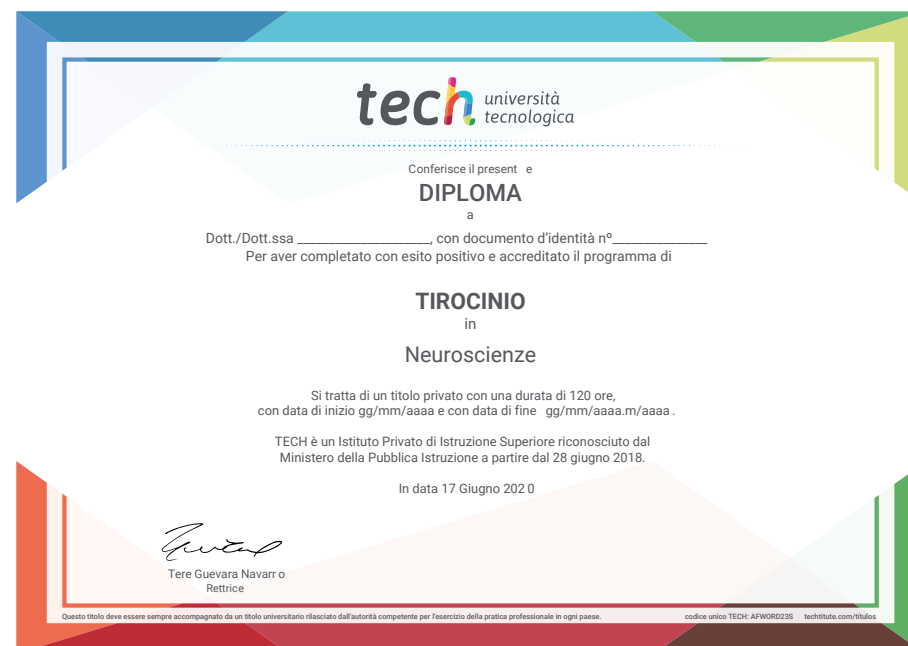 tech università
tecnologica
Conferisce il present e
DIPLOMA
a
Dott./Dott.ssa _____________________, con documento d'identità nº_______________
Per aver completato con esito positivo e accreditato il programma di
TIROCINIO
in
Neuroscienze
Si tratta di un titolo privato con una durata di 120 ore,
con data di inizio gg/mm/aaaa e con data di fine gg/mm/aaaa.m/aaaa .
TECH è un Istituto Privato di Istruzione Superiore riconosciuto dal
Ministero della Pubblica Istruzione a partire dal 28 giugno 2018.
In data 17 Giugno 202 0
Tere Guevara Navarr o
Rettrice
Questo titolo deve essere sempre accompagnato da un titolo universitario rilasciato dall'autorità competente per l'esercizio della pratica professionale in ogni paese. codice unico TECH: AFWORD23S techtitute.com/titulos